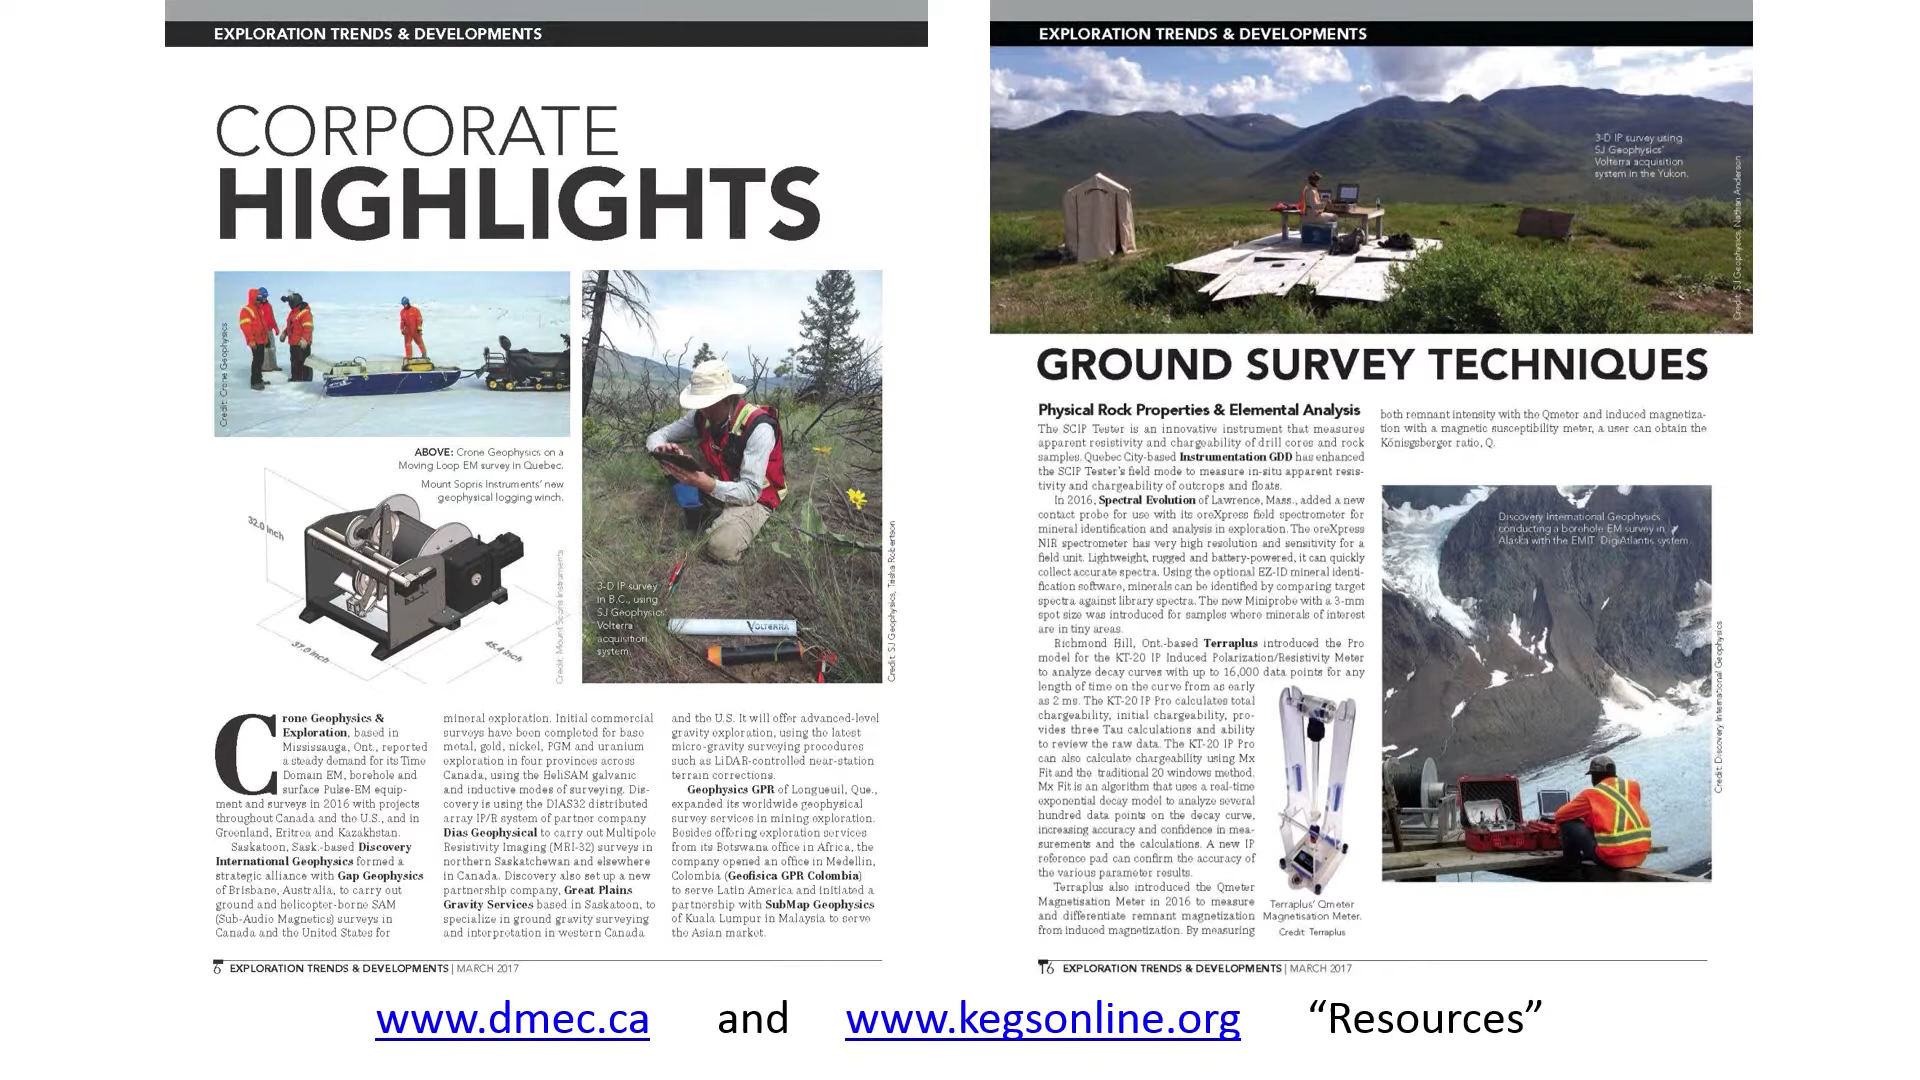 EXPLORATION TRENDS & DEVELOPMENTS
CORPORATE
HIGHLIGHTS
Credit: Crone Geophysics
ABOVE: Crone Geophysics on a
Moving Loop EM survey in Quebec.
Mount Sopris Instruments' new
geophysical logging winch.
32.0 inch
37.0 inch
45.4 inch
Credit: Mount Sopris Instruments
3-D IP survey
in B.C., using
SJ Geophysics'
Volterra
acquisition
system.
VOLTERRA
Credit: SJ Geophysics, Trisha Robertson
Crone Geophysics &
Exploration, based in
Mississauga, Ont., reported
a steady demand for its Time
Domain EM, borehole and
surface Pulse-EM equip-
ment and surveys in 2016 with projects
throughout Canada and the U.S., and in
Greenland, Eritrea and Kazakhstan.
Saskatoon, Sask.-based Discovery
International Geophysics formed a
strategic alliance with Gap Geophysics
of Brisbane, Australia, to carry out
ground and helicopter-borne SAM
(Sub-Audio Magnetics) surveys in
Canada and the United States for
mineral exploration. Initial commercial
surveys have been completed for base
metal, gold, nickel, PGM and uranium
exploration in four provinces across
Canada, using the HeliSAM galvanic
and inductive modes of surveying. Dis-
covery is using the DIAS32 distributed
array IP/R system of partner company
Dias Geophysical to carry out Multipole
Resistivity Imaging (MRI-32) surveys in
northern Saskatchewan and elsewhere
in Canada. Discovery also set up a new
partnership company, Great Plains
Gravity Services based in Saskatoon, to
specialize in ground gravity surveying
and interpretation in western Canada
and the U.S. It will offer advanced-level
gravity exploration, using the latest
micro-gravity surveying procedures
such as LiDAR-controlled near-station
terrain corrections.
Geophysics GPR of Longueuil, Que.,
expanded its worldwide geophysical
survey services in mining exploration.
Besides offering exploration services
from its Botswana office in Africa, the
company opened an office in Medellin,
Colombia (Geofisica GPR Colombia)
to serve Latin America and initiated a
partnership with SubMap Geophysics
of Kuala Lumpur in Malaysia to serve
the Asian market.
6 EXPLORATION TRENDS & DEVELOPMENTS | MARCH 2017
EXPLORATION TRENDS & DEVELOPMENTS
3-D IP survey using
SJ Geophysics'
Volterra acquisition
system in the Yukon.
Credit: SJ Geophysics, Nathan Anderson
GROUND SURVEY TECHNIQUES
Physical Rock Properties & Elemental Analysis
The SCIP Tester is an innovative instrument that measures
apparent resistivity and chargeability of drill cores and rock
samples. Quebec City-based Instrumentation GDD has enhanced
the SCIP Tester's field mode to measure in-situ apparent resis-
tivity and chargeability of outcrops and floats.
In 2016, Spectral Evolution of Lawrence, Mass., added a new
contact probe for use with its oreXpress field spectrometer for
mineral identification and analysis in exploration. The oreXpress
NIR spectrometer has very high resolution and sensitivity for a
field unit. Lightweight, rugged and battery-powered, it can quickly
collect accurate spectra. Using the optional EZ-ID mineral identi-
fication software, minerals can be identified by comparing target
spectra against library spectra. The new Miniprobe with a 3-mm
spot size was introduced for samples where minerals of interest
are in tiny areas.
Richmond Hill, Ont.-based Terraplus introduced the Pro
model for the KT-20 IP Induced Polarization/Resistivity Meter
to analyze decay curves with up to 16,000 data points for any
length of time on the curve from as early
as 2 ms. The KT-20 IP Pro calculates total
chargeability, initial chargeability, pro-
vides three Tau calculations and ability
to review the raw data. The KT-20 IP Pro
can also calculate chargeability using Mx
Fit and the traditional 20 windows method.
Mx Fit is an algorithm that uses a real-time
exponential decay model to analyze several
hundred data points on the decay curve,
increasing accuracy and confidence in mea-
surements and the calculations. A new IP
reference pad can confirm the accuracy of
the various parameter results.
Terraplus also introduced the Qmeter
Magnetisation Meter in 2016 to measure
and differentiate remnant magnetization
from induced magnetization. By measuring
Terraplus' Qmeter
Magnetisation Meter.
Credit: Terraplus
both remnant intensity with the Qmeter and induced magnetiza-
tion with a magnetic susceptibility meter, a user can obtain the
Königsberger ratio, Q.
Discovery International Geophysics
conducting a borehole EM survey in
Alaska with the EMIT DigiAtlantis system
Credit: Discovery International Geophysics
16 EXPLORATION TRENDS & DEVELOPMENTS | MARCH 2017
www.dmec.ca and www.kegsonline.org “Resources”